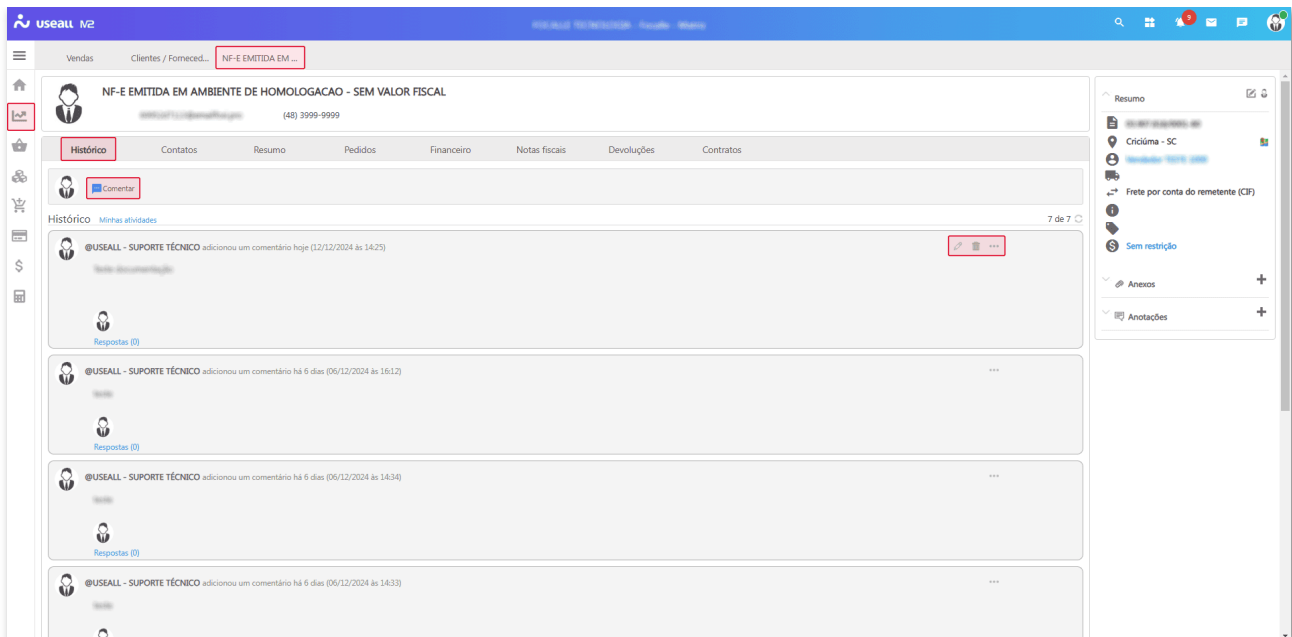 useall M2
9
Vendas Clientes / Forneced... NF-E EMITIDA EM ...
NF-E EMITIDA EM AMBIENTE DE HOMOLOGACAO - SEM VALOR FISCAL
(48) 3999-9999
Histórico Contatos Resumo Pedidos Financeiro Notas fiscais Devoluções Contratos
Comentar
Histórico Minhas atividades 7 de 7
@USEALL - SUPORTE TÉCNICO adicionou um comentário hoje (12/12/2024 às 14:25)
Teste documentação
Respostas (0)
@USEALL - SUPORTE TÉCNICO adicionou um comentário há 6 dias (06/12/2024 às 16:12)
teste
Respostas (0)
@USEALL - SUPORTE TÉCNICO adicionou um comentário há 6 dias (06/12/2024 às 14:34)
teste
Respostas (0)
@USEALL - SUPORTE TÉCNICO adicionou um comentário há 6 dias (06/12/2024 às 14:33)
teste
Resumo
Criciúma - SC
Frete por conta do remetente (CIF)
Sem restrição
Anexos
Anotações